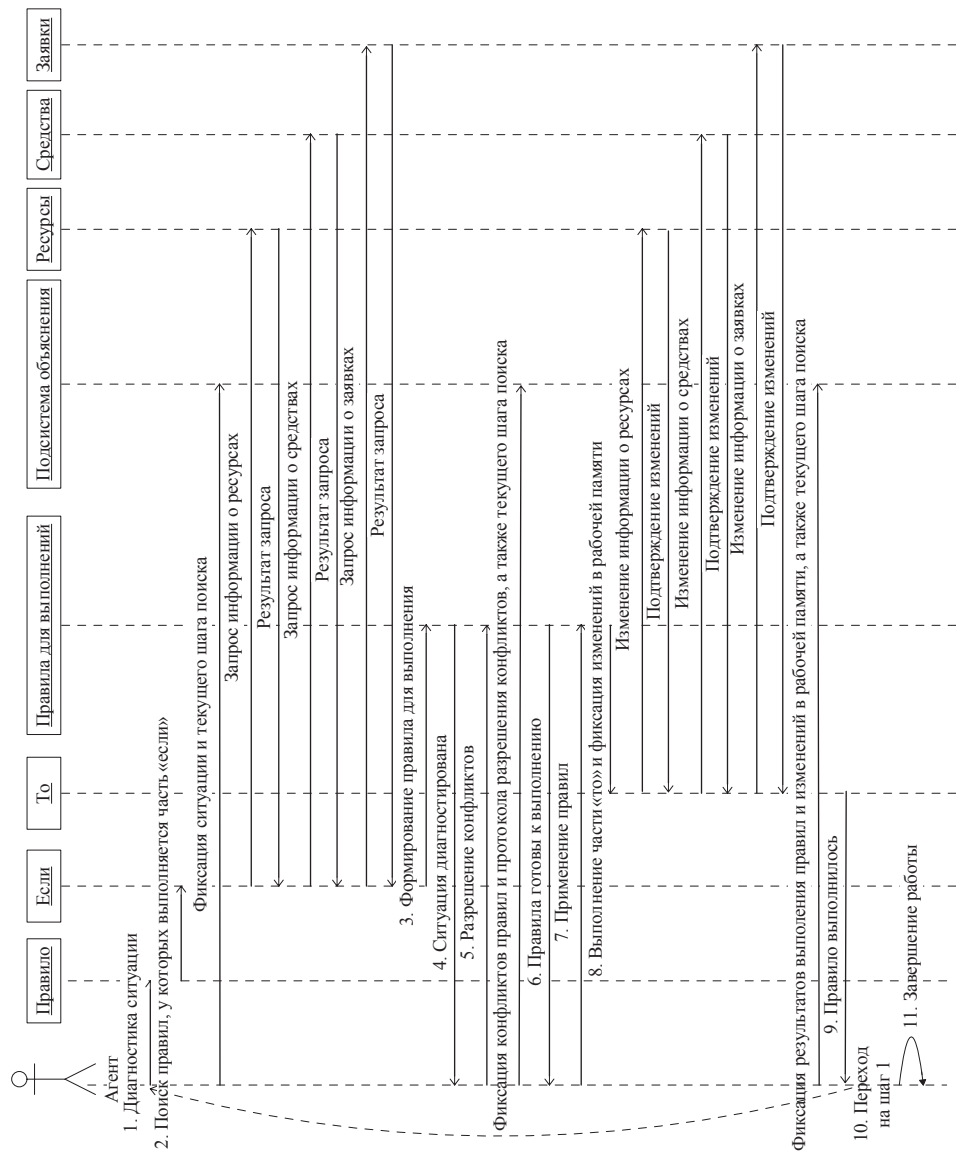 Агент
Правило
Если
То
Правила для выполнений
Подсистема объяснения
Ресурсы
Средства
Заявки
1. Диагностика ситуации
2. Поиск правил, у которых выполняется часть «если»
Фиксация ситуации и текущего шага поиска
Запрос информации о ресурсах
Результат запроса
Запрос информации о средствах
Результат запроса
Запрос информации о заявках
Результат запроса
3. Формирование правила для выполнения
4. Ситуация диагностирована
5. Разрешение конфликтов
Фиксация конфликтов правил и протокола разрешения конфликтов, а также текущего шага поиска
6. Правила готовы к выполнению
7. Применение правил
8. Выполнение части «то» и фиксация изменений в рабочей памяти
Изменение информации о ресурсах
Подтверждение изменений
Изменение информации о средствах
Подтверждение изменений
Изменение информации о заявках
Подтверждение изменений
Фиксация результатов выполения правил и изменений в рабочей памяти, а также текущего шага поиска
9. Правило выполнилось
10. Переход
на шаг 1
11. Завершение работы